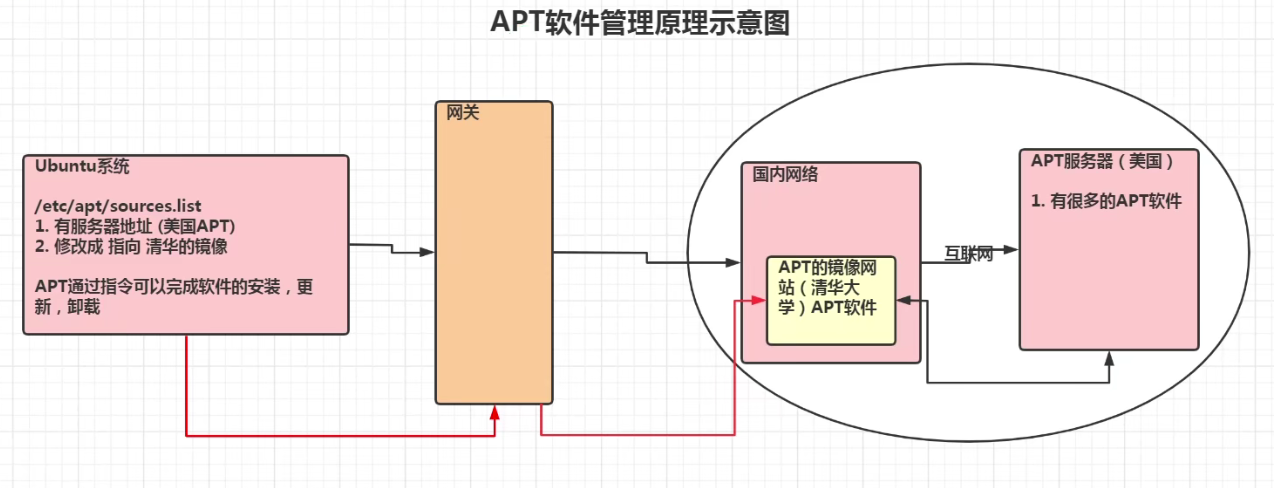 APT软件管理原理示意图
网关
Ubuntu系统
/etc/apt/sources.list
1. 有服务器地址 (美国APT)
2. 修改成 指向 清华的镜像
APT通过指令可以完成软件的安装，更
新，卸载
国内网络
APT的镜像网
站（清华大
学）APT软件
互联网
APT服务器（美国）
1. 有很多的APT软件